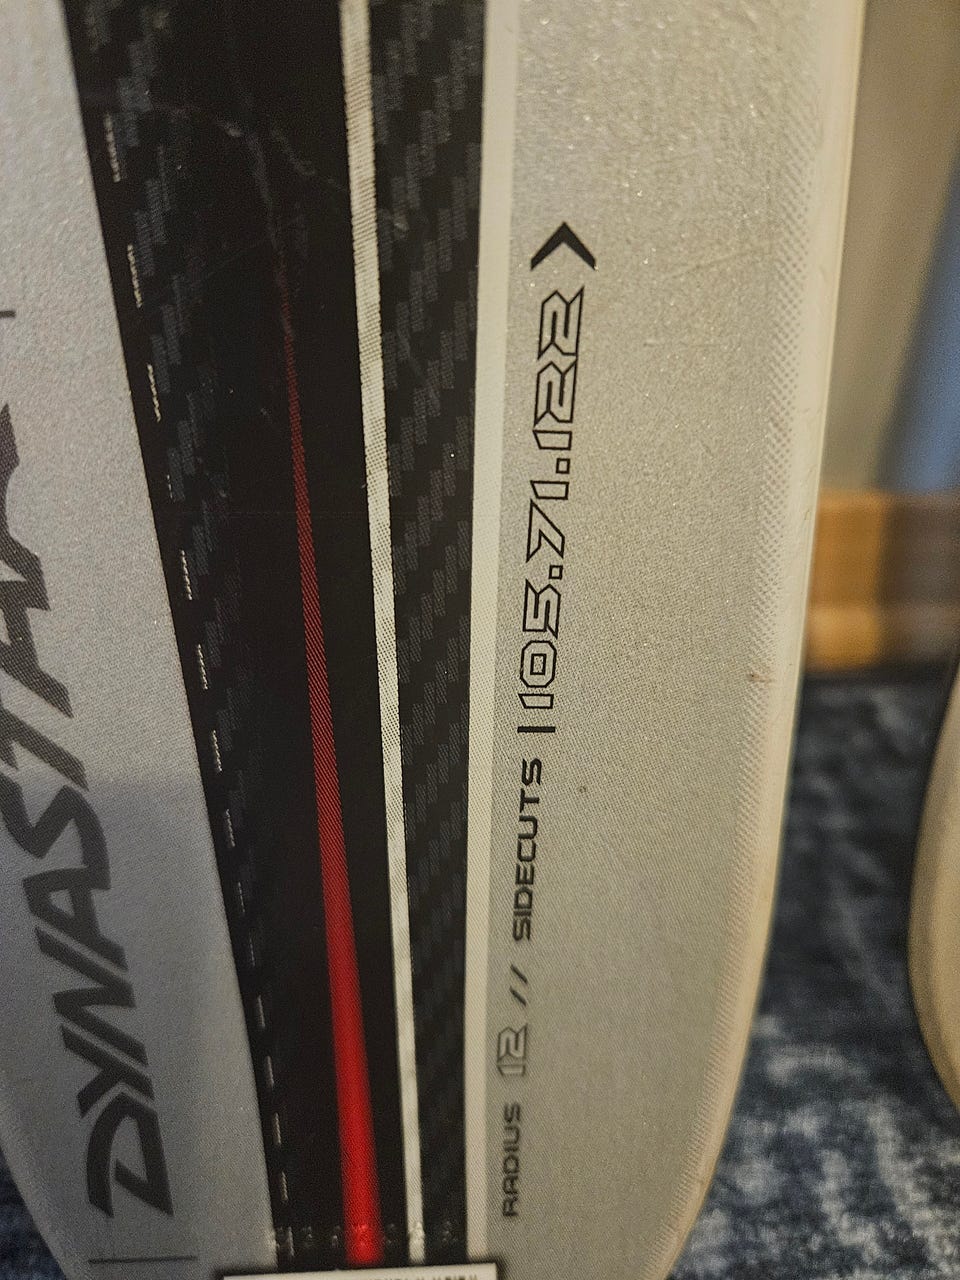 DYNASTAR
RADIUS 12 // SIDECUTS | 105.71.122 >